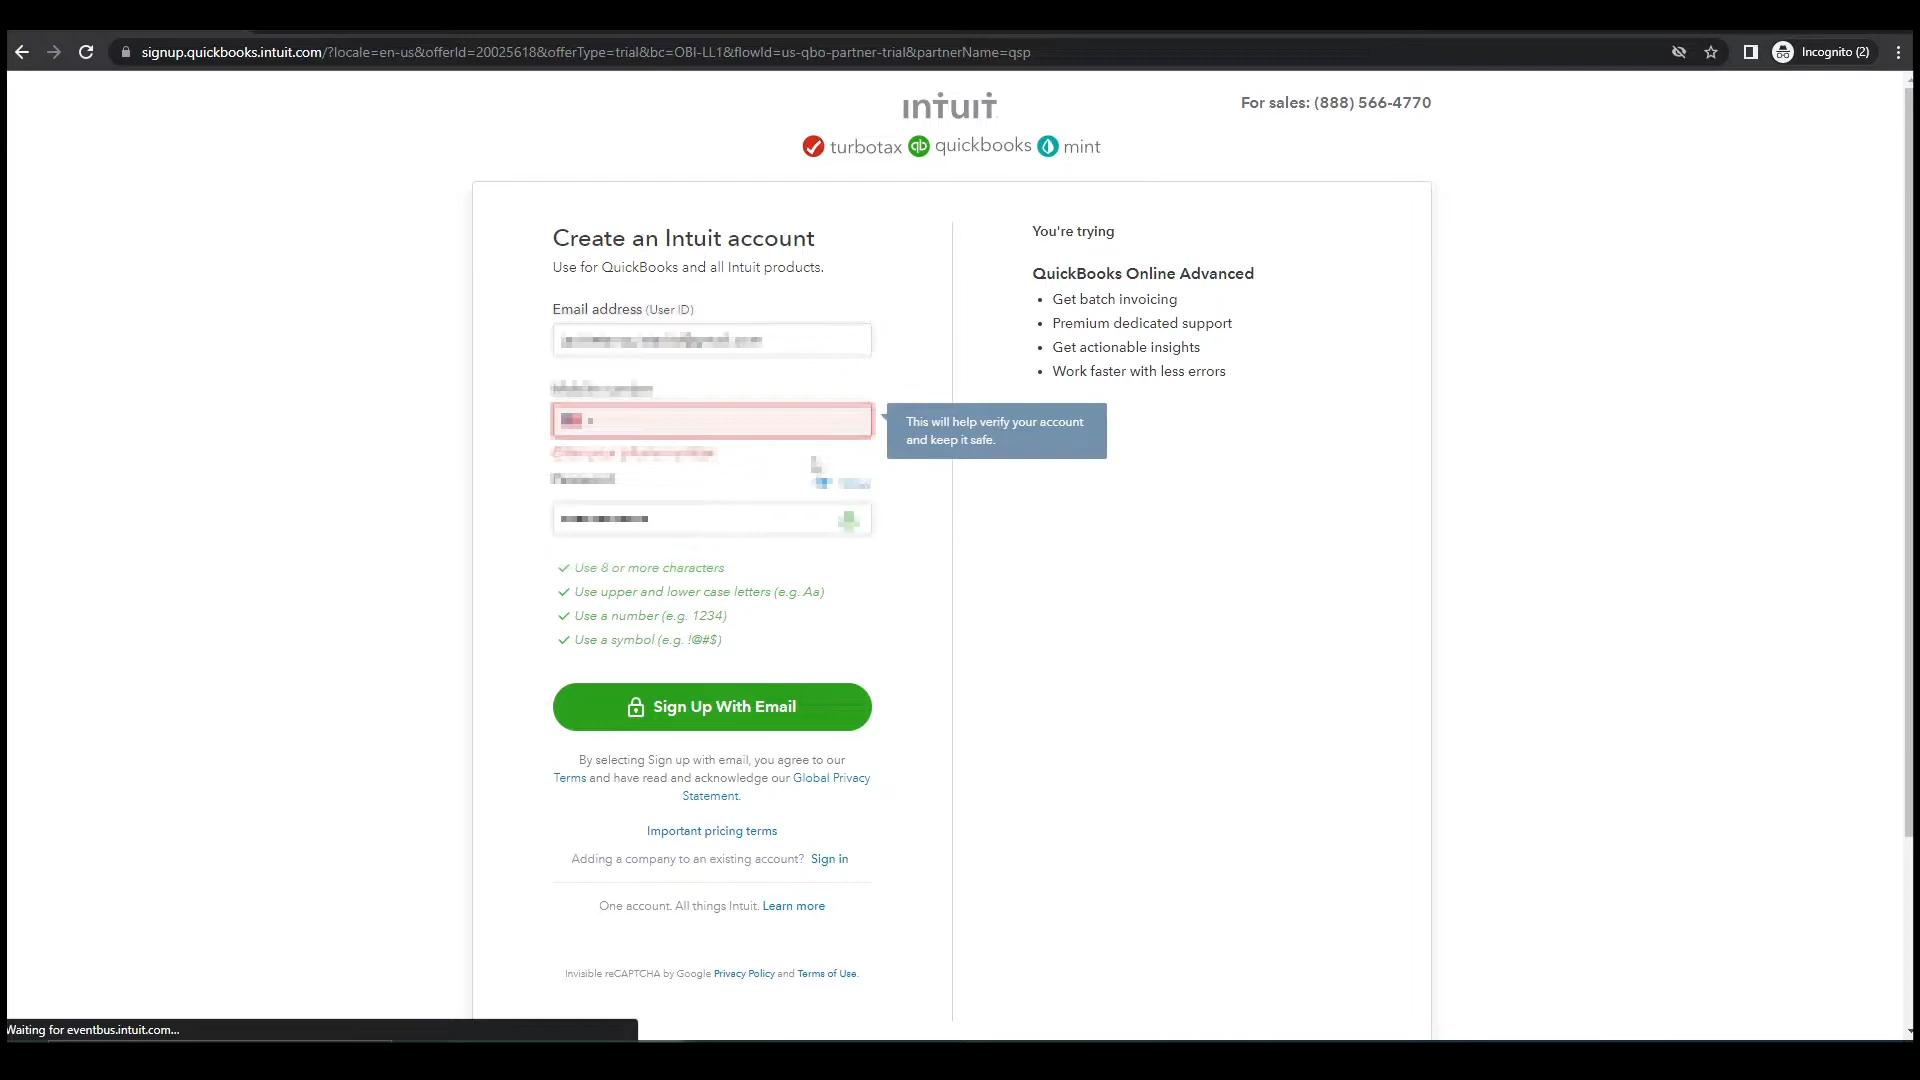 signup.quickbooks.intuit.com/?locale=en-us&offerId=20025618&offerType=trial&bc=OBI-LL1&flowId=us-qbo-partner-trial&partnerName=qsp
Incognito (2)
intuit
For sales: (888) 566-4770
turbotax qb quickbooks mint
Create an Intuit account
Use for QuickBooks and all Intuit products.
Email address (User ID)
This will help verify your account
and keep it safe.
Use 8 or more characters
Use upper and lower case letters (e.g. Aa)
Use a number (e.g. 1234)
Use a symbol (e.g. !@#$)
Sign Up With Email
By selecting Sign up with email, you agree to our
Terms and have read and acknowledge our Global Privacy
Statement.
Important pricing terms
Adding a company to an existing account? Sign in
One account. All things Intuit. Learn more
Invisible reCAPTCHA by Google Privacy Policy and Terms of Use.
You're trying
QuickBooks Online Advanced
• Get batch invoicing
• Premium dedicated support
• Get actionable insights
• Work faster with less errors
Waiting for eventbus.intuit.com...